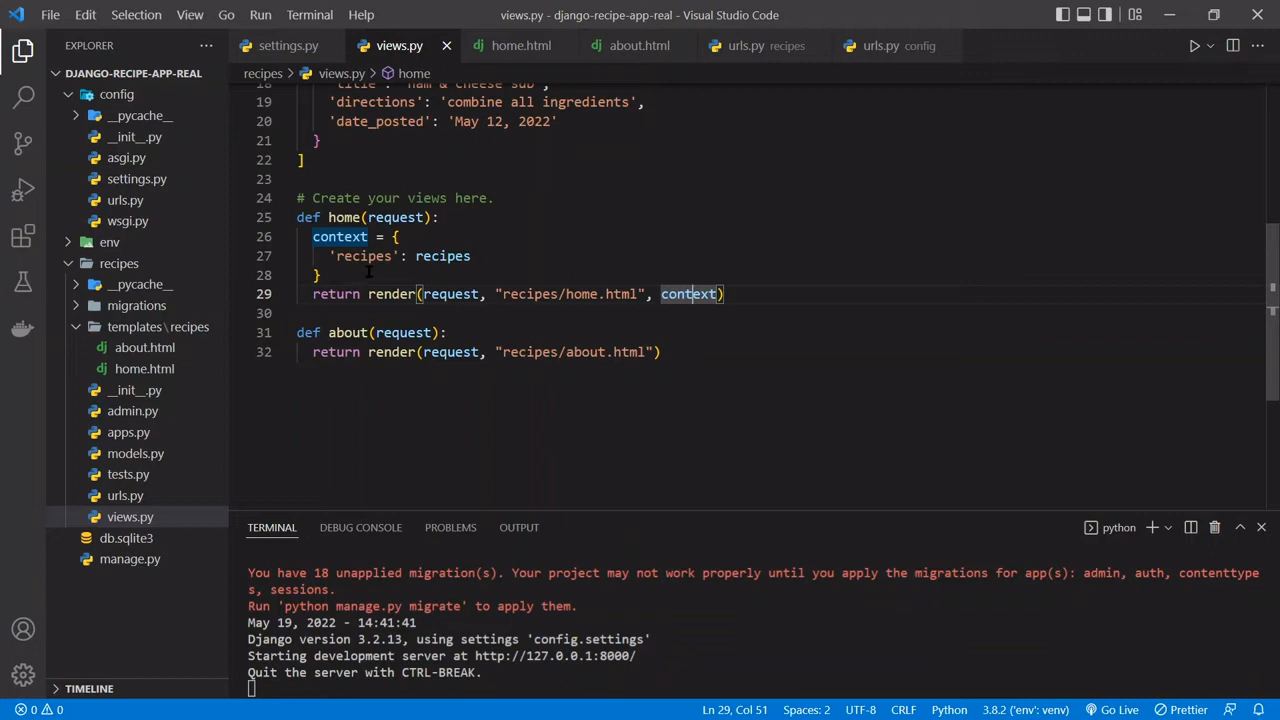 File Edit Selection View Go Run Terminal Help views.py - django-recipe-app-real - Visual Studio Code
EXPLORER ··· settings.py views.py home.html about.html urls.py recipes urls.py config
DJANGO-RECIPE-APP-REAL
recipes > views.py > home
config
__pycache__
__init__.py
asgi.py
settings.py
urls.py
wsgi.py
env
recipes
__pycache__
migrations
templates\recipes
about.html
home.html
__init__.py
admin.py
apps.py
models.py
tests.py
urls.py
views.py
db.sqlite3
manage.py
TIMELINE
18 'title': 'ham & cheese sub',
19 'directions': 'combine all ingredients',
20 'date_posted': 'May 12, 2022'
21 }
22 ]
23
24 # Create your views here.
25 def home(request):
26 context = {
27 'recipes': recipes
28 }
29 return render(request, "recipes/home.html", context)
30
31 def about(request):
32 return render(request, "recipes/about.html")
TERMINAL DEBUG CONSOLE PROBLEMS OUTPUT python
You have 18 unapplied migration(s). Your project may not work properly until you apply the migrations for app(s): admin, auth, contenttype
s, sessions.
Run 'python manage.py migrate' to apply them.
May 19, 2022 - 14:41:41
Django version 3.2.13, using settings 'config.settings'
Starting development server at http://127.0.0.1:8000/
Quit the server with CTRL-BREAK.
0 0 Ln 29, Col 51 Spaces: 2 UTF-8 CRLF Python 3.8.2 ('env': venv) Go Live Prettier